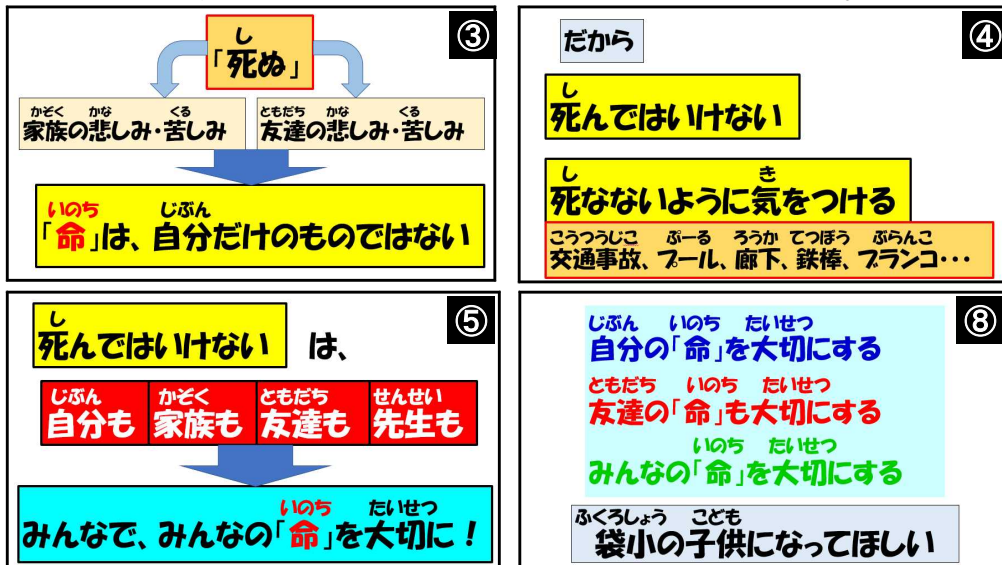 ③
し
「死ぬ」
かぞく かな くる
家族の悲しみ・苦しみ
ともだち かな くる
友達の悲しみ・苦しみ
いのち じぶん
「命」は、自分だけのものではない
④
だから
し
死んではいけない
し き
死なないように気をつける
こうつうじこ ぷーる ろうか てつぼう ぶらんこ
交通事故、プール、廊下、鉄棒、ブランコ・・・
⑤
し
死んではいけない は、
じぶん かぞく ともだち せんせい
自分も 家族も 友達も 先生も
いのち たいせつ
みんなで、みんなの「命」を大切に！
⑧
じぶん いのち たいせつ
自分の「命」を大切にする
ともだち いのち たいせつ
友達の「命」も大切にする
いのち たいせつ
みんなの「命」を大切にする
ふくろしょう こども
袋小の子供になってほしい